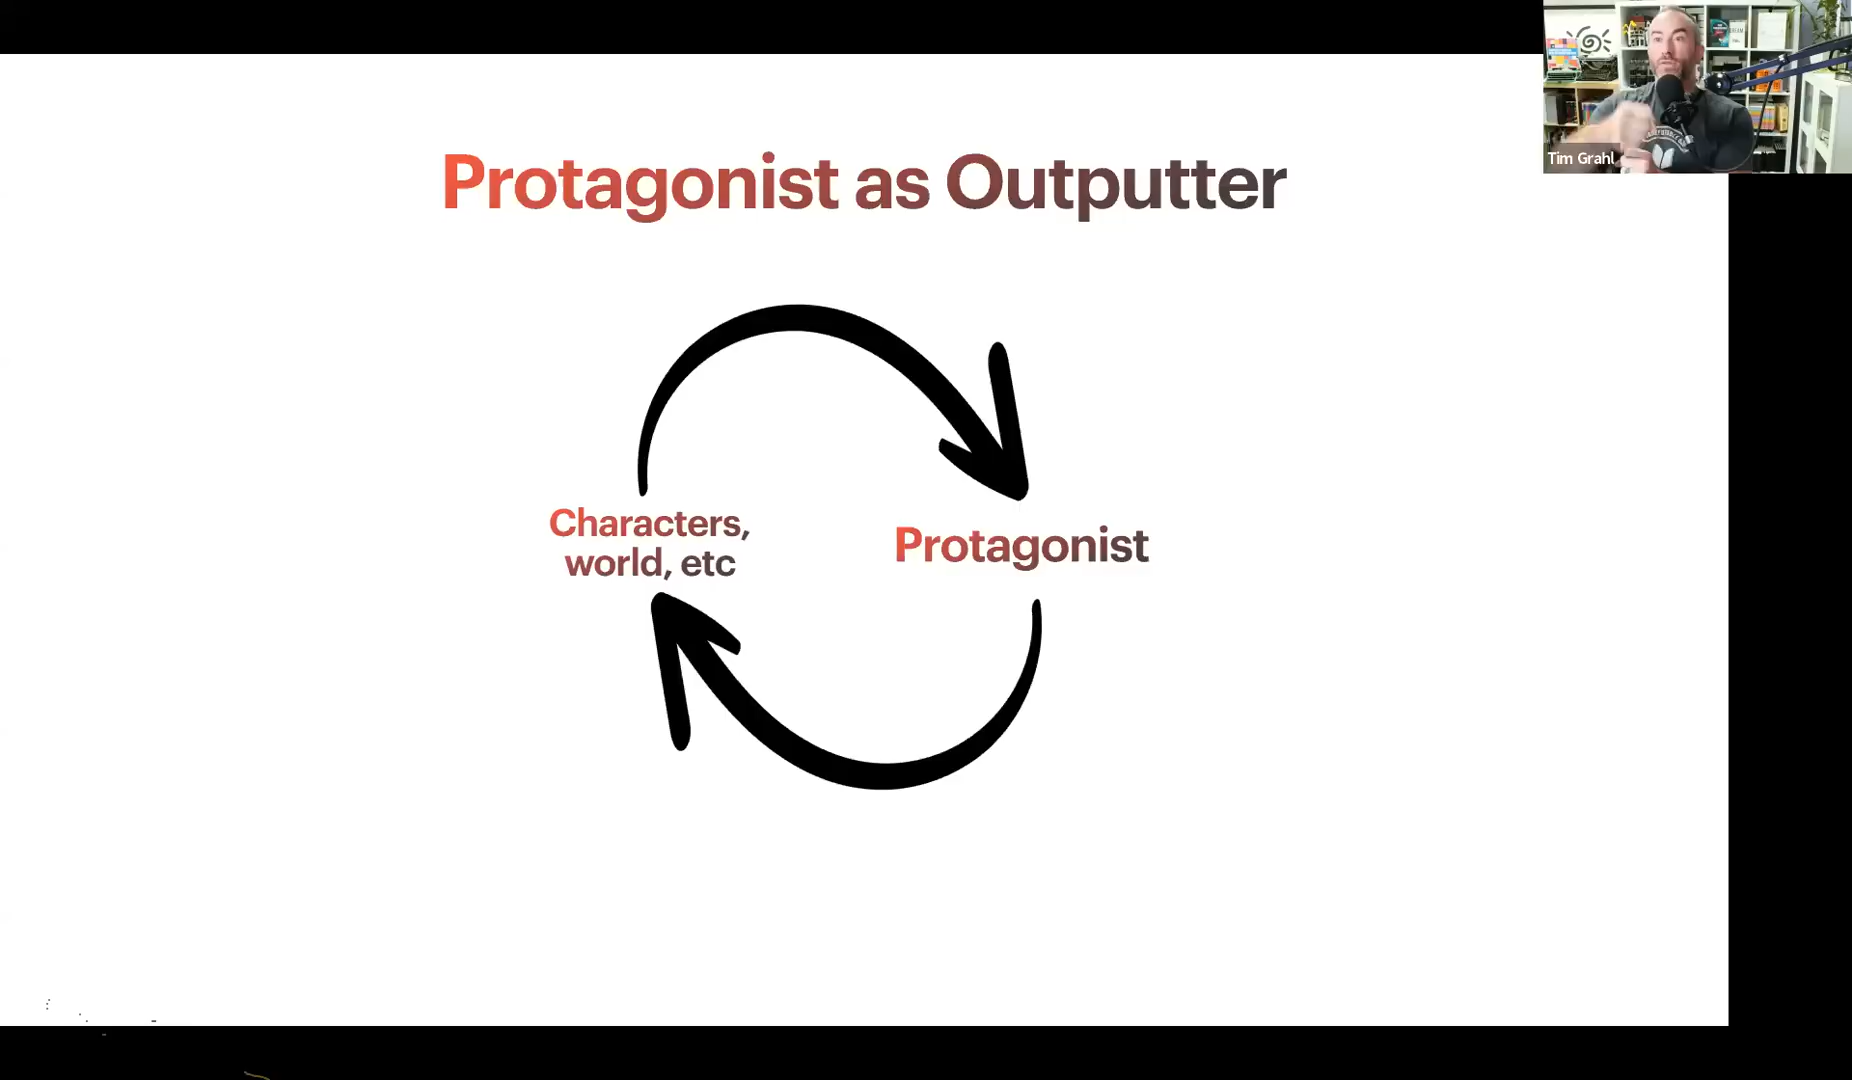 Protagonist as Outputter
Characters,
world, etc
Protagonist
Tim Grahl